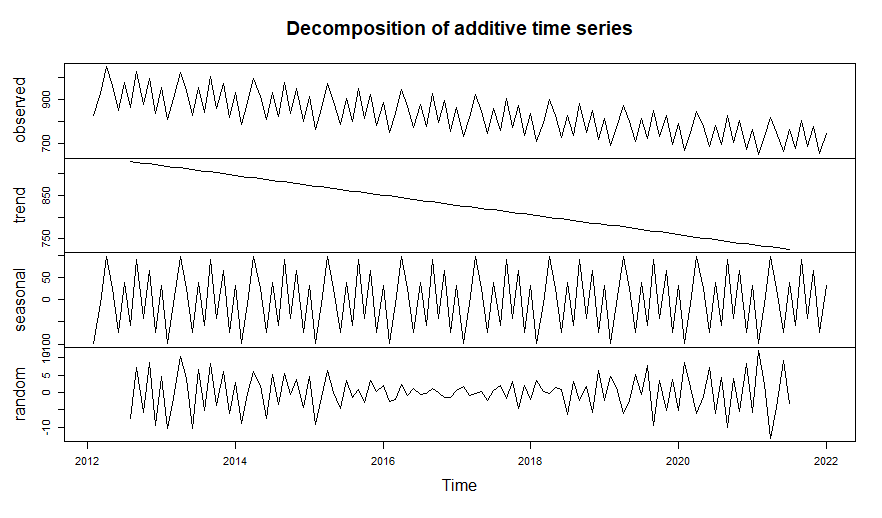 Decomposition of additive time series
observed
700 900
trend
750 850
seasonal
0 50
random
-10 0 5 10
2012 2014 2016 2018 2020 2022
Time